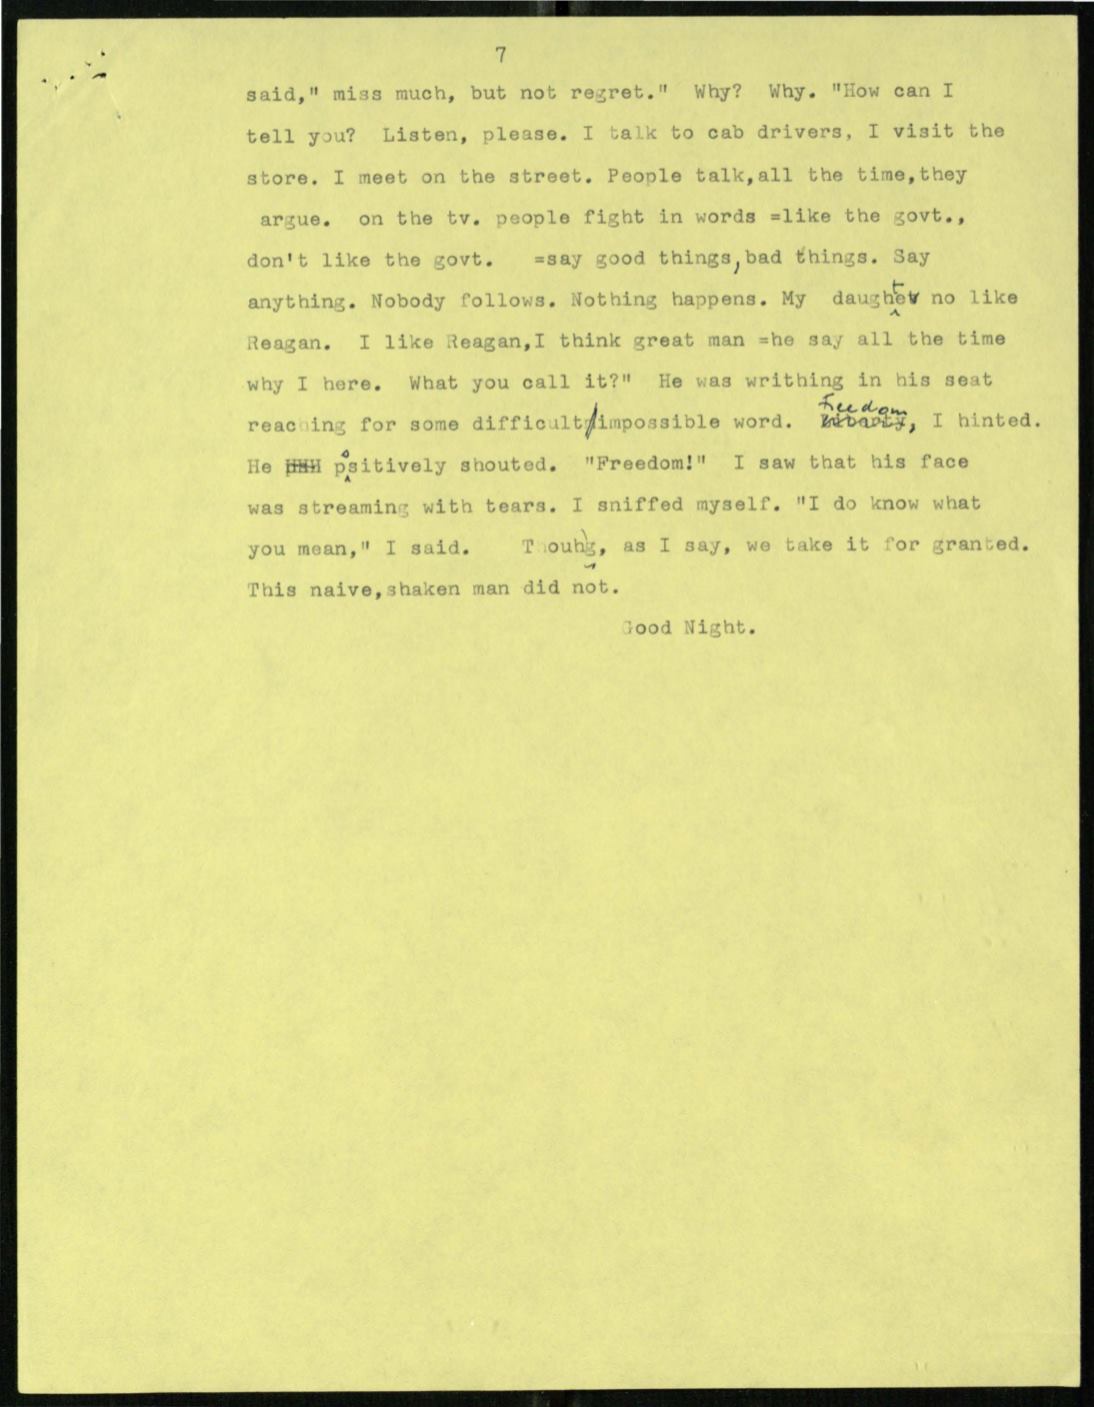 7
said," miss much, but not regret."  Why?  Why. "How can I
tell you?  Listen, please. I talk to cab drivers, I visit the
store. I meet on the street. People talk,all the time,they
argue.  on the tv. people fight in words =like the govt.,
don't like the govt.   =say good things,bad things. Say
anything. Nobody follows. Nothing happens. My  daughter no like
Reagan.  I like Reagan,I think great man =he say all the time
why I here.  What you call it?"  He was writhing in his seat
reaching for some difficult/impossible word.  Freedom, I hinted.
He positively shouted.  "Freedom!"  I saw that his face
was streaming with tears. I sniffed myself. "I do know what
you mean," I said.    Thouhg, as I say, we take it for granted.
This naive,shaken man did not.
Good Night.